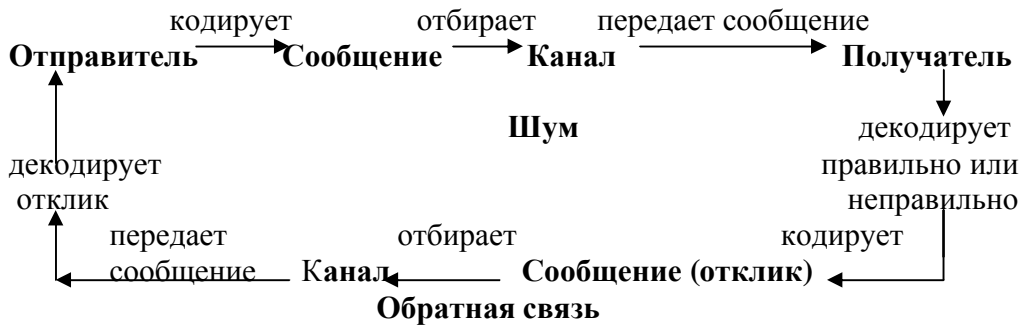 кодирует отбирает передает сообщение
Отправитель Сообщение Канал Получатель
Шум декодирует
декодирует правильно или
отклик неправильно
передает отбирает кодирует
сообщение Канал Сообщение (отклик)
Обратная связь